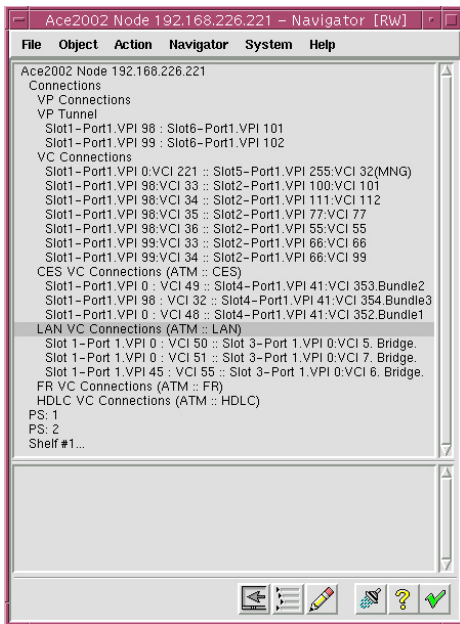 Ace2002 Node 192.168.226.221 - Navigator [RW]
File Object Action Navigator System Help
Ace2002 Node 192.168.226.221
Connections
VP Connections
VP Tunnel
Slot1-Port1.VPI 98 : Slot6-Port1.VPI 101
Slot1-Port1.VPI 99 : Slot6-Port1.VPI 102
VC Connections
Slot1-Port1.VPI 0:VCI 221 :: Slot5-Port1.VPI 255:VCI 32(MNG)
Slot1-Port1.VPI 98:VCI 33 :: Slot2-Port1.VPI 100:VCI 101
Slot1-Port1.VPI 98:VCI 34 :: Slot2-Port1.VPI 111:VCI 112
Slot1-Port1.VPI 98:VCI 35 :: Slot2-Port1.VPI 77:VCI 77
Slot1-Port1.VPI 98:VCI 36 :: Slot2-Port1.VPI 55:VCI 55
Slot1-Port1.VPI 99:VCI 33 :: Slot2-Port1.VPI 66:VCI 66
Slot1-Port1.VPI 99:VCI 34 :: Slot2-Port1.VPI 66:VCI 99
CES VC Connections (ATM :: CES)
Slot1-Port1.VPI 0 : VCI 49 :: Slot4-Port1.VPI 41:VCI 353.Bundle2
Slot1-Port1.VPI 98 : VCI 32 :: Slot4-Port1.VPI 41:VCI 354.Bundle3
Slot1-Port1.VPI 0 : VCI 48 :: Slot4-Port1.VPI 41:VCI 352.Bundle1
LAN VC Connections (ATM :: LAN)
Slot 1-Port 1.VPI 0 : VCI 50 :: Slot 3-Port 1.VPI 0:VCI 5. Bridge.
Slot 1-Port 1.VPI 0 : VCI 51 :: Slot 3-Port 1.VPI 0:VCI 7. Bridge.
Slot 1-Port 1.VPI 45 : VCI 55 :: Slot 3-Port 1.VPI 0:VCI 6. Bridge.
FR VC Connections (ATM :: FR)
HDLC VC Connections (ATM :: HDLC)
PS: 1
PS: 2
Shelf #1...